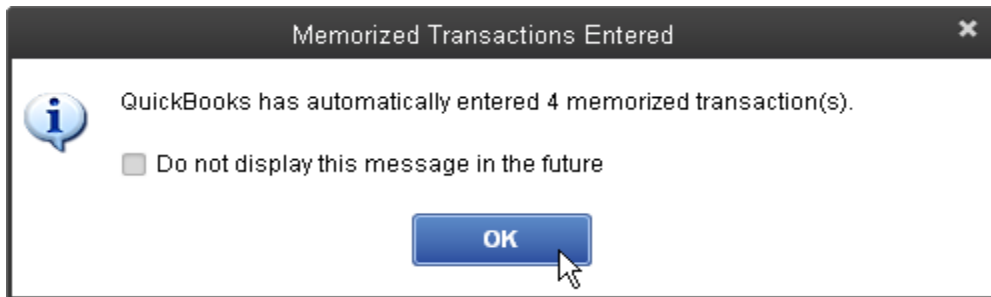 Memorized Transactions Entered
QuickBooks has automatically entered 4 memorized transaction(s).
Do not display this message in the future
OK